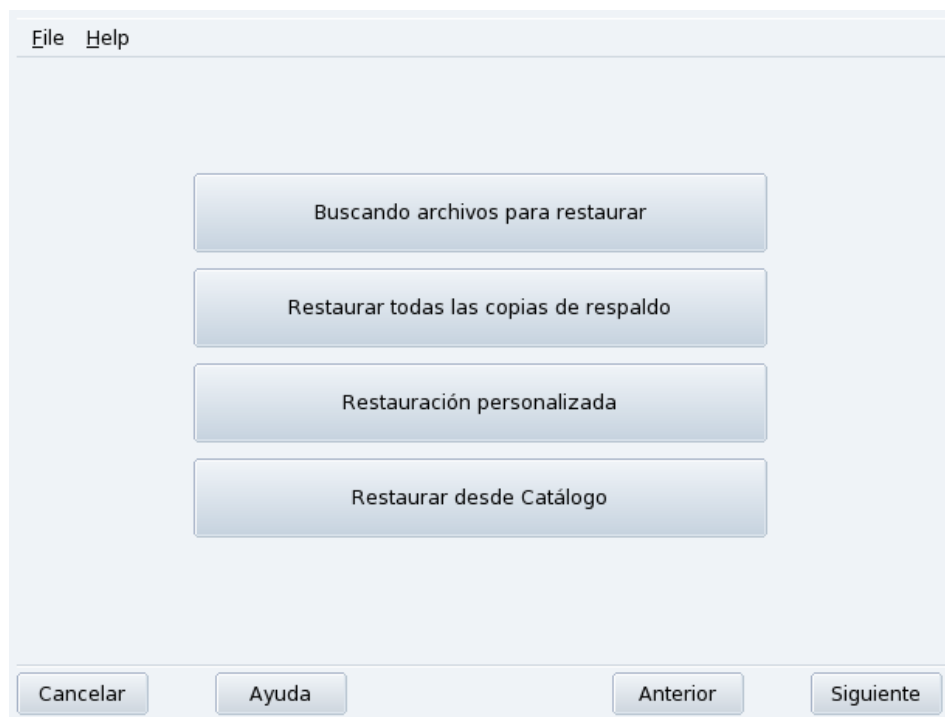 File Help
Buscando archivos para restaurar
Restaurar todas las copias de respaldo
Restauración personalizada
Restaurar desde Catálogo
Cancelar Ayuda Anterior Siguiente